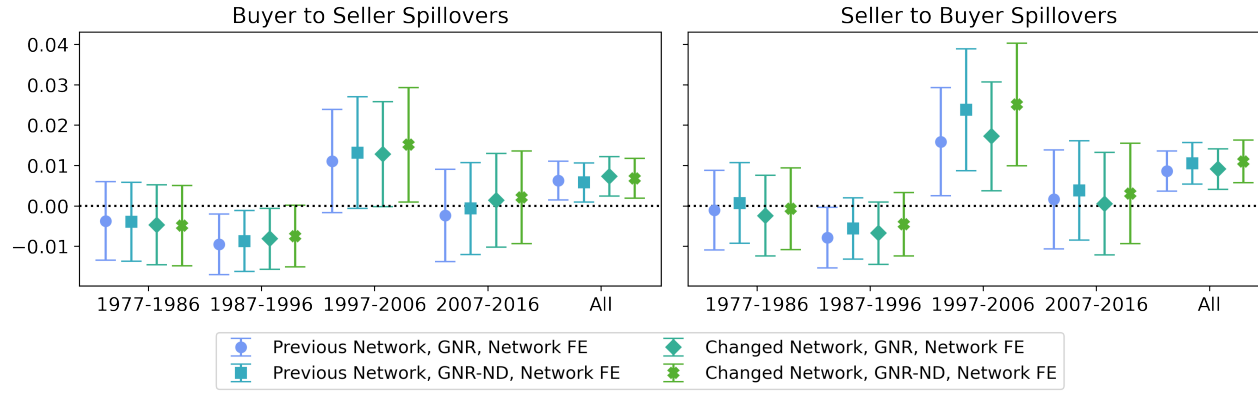 Buyer to Seller Spillovers
Seller to Buyer Spillovers
0.04
0.03
0.02
0.01
0.00
−0.01
1977-1986 1987-1996 1997-2006 2007-2016 All
1977-1986 1987-1996 1997-2006 2007-2016 All
Previous Network, GNR, Network FE
Previous Network, GNR-ND, Network FE
Changed Network, GNR, Network FE
Changed Network, GNR-ND, Network FE